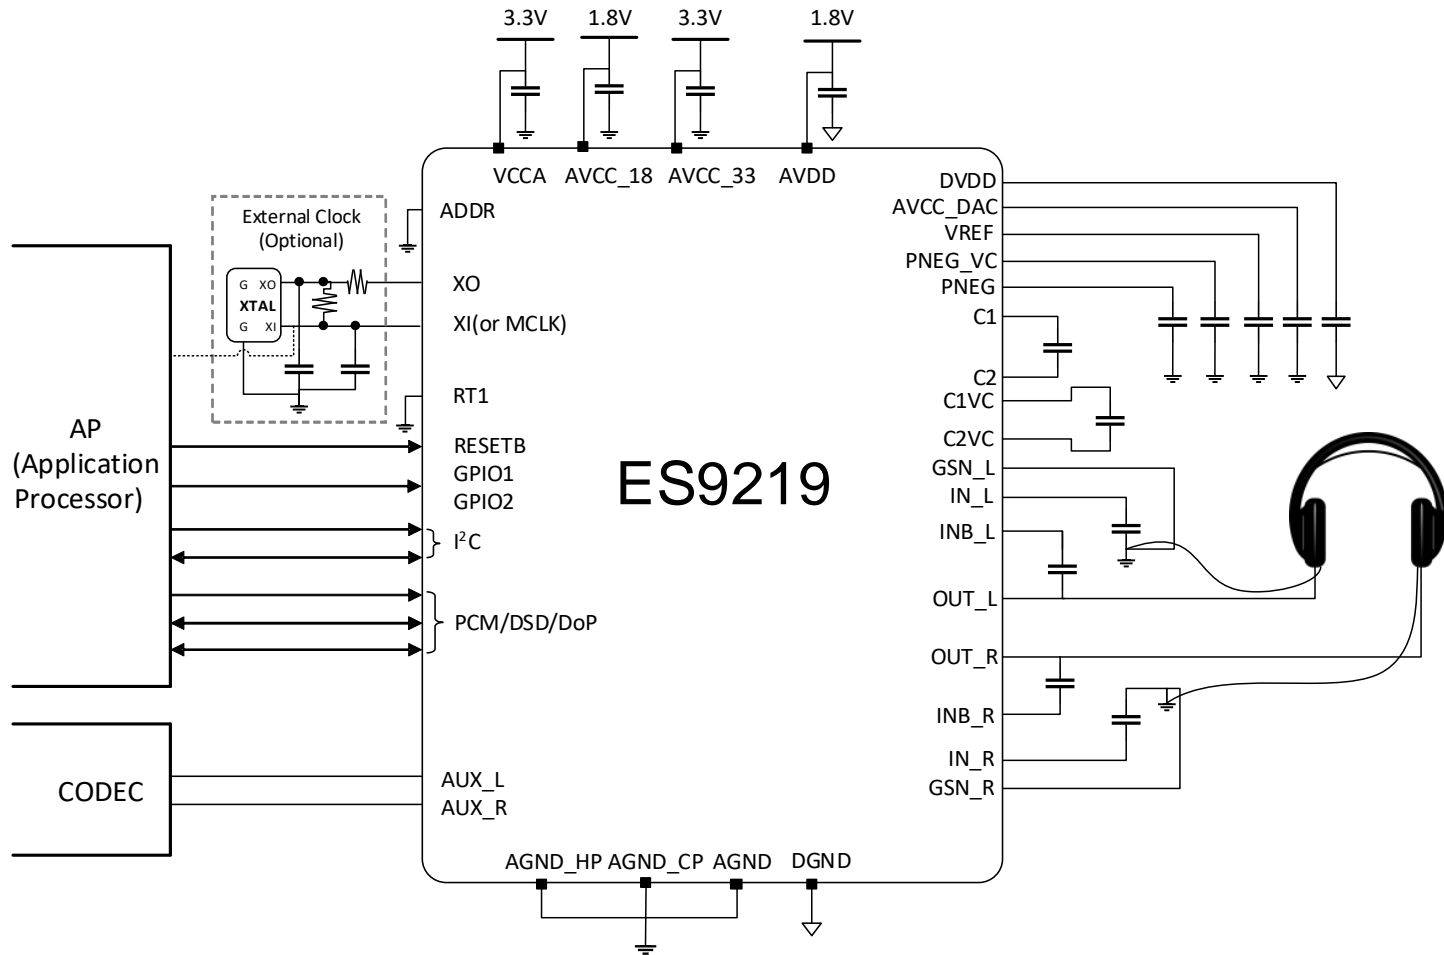 3.3V
1.8V
3.3V
1.8V
VCCA
AVCC_18
AVCC_33
AVDD
External Clock
(Optional)
G XO
XTAL
G XI
AP
(Application
Processor)
CODEC
ADDR
XO
XI(or MCLK)
RT1
RESETB
GPIO1
GPIO2
I²C
PCM/DSD/DoP
AUX_L
AUX_R
ES9219
DVDD
AVCC_DAC
VREF
PNEG_VC
PNEG
C1
C2
C1VC
C2VC
GSN_L
IN_L
INB_L
OUT_L
OUT_R
INB_R
IN_R
GSN_R
AGND_HP
AGND_CP
AGND
DGND